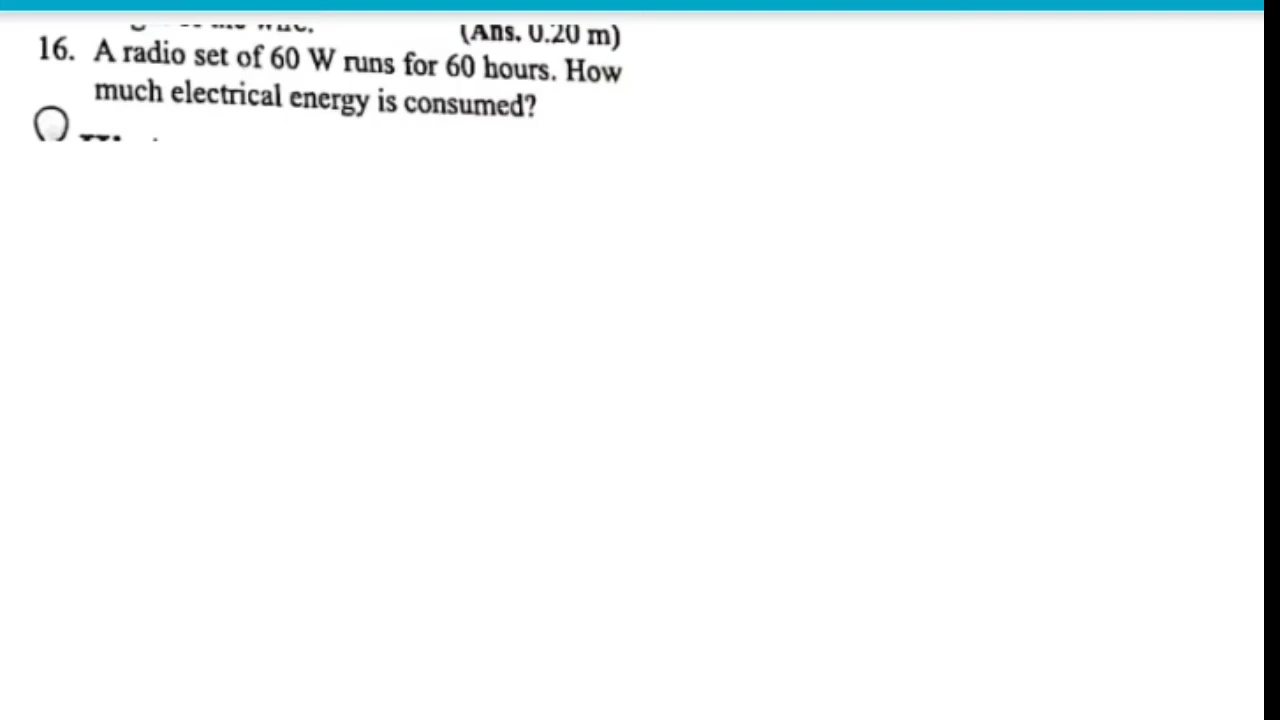 (Ans. 0.20 m)
16. A radio set of 60 W runs for 60 hours. How
much electrical energy is consumed?